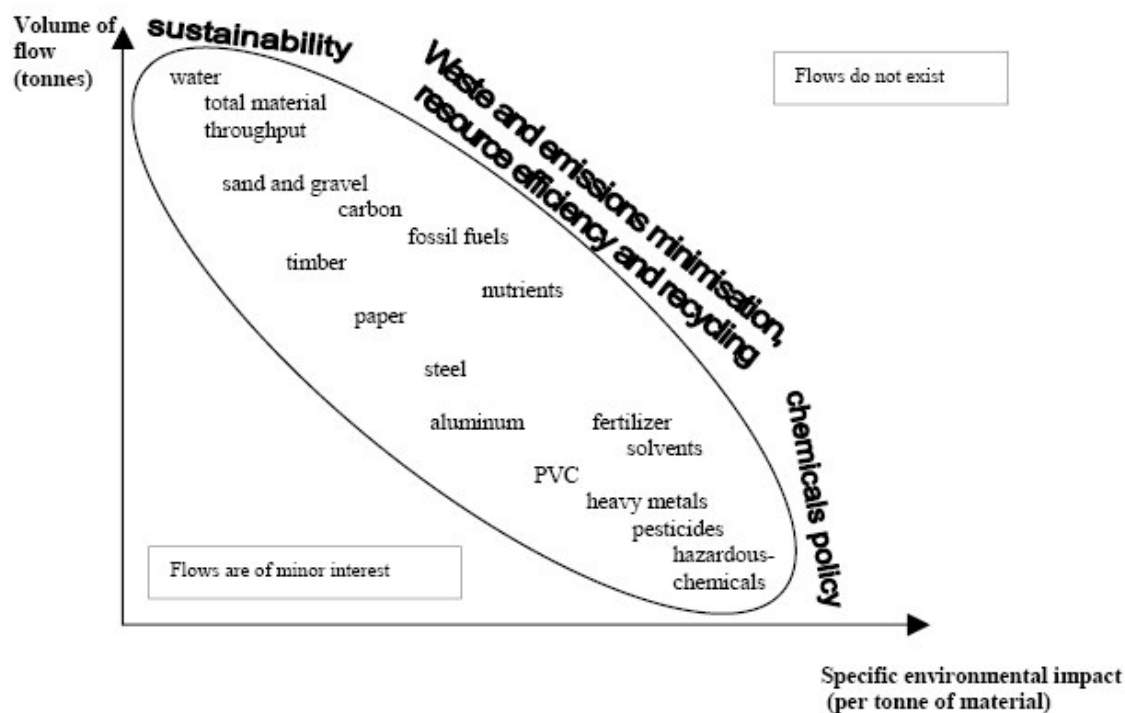 Volume of
flow
(tonnes)
sustainability
Waste and emissions minimisation,
resource efficiency and recycling
chemicals policy
Flows do not exist
water
total material
throughput
sand and gravel
carbon
fossil fuels
timber
nutrients
paper
steel
aluminum
fertilizer
solvents
PVC
heavy metals
pesticides
hazardous-
chemicals
Flows are of minor interest
Specific environmental impact
(per tonne of material)